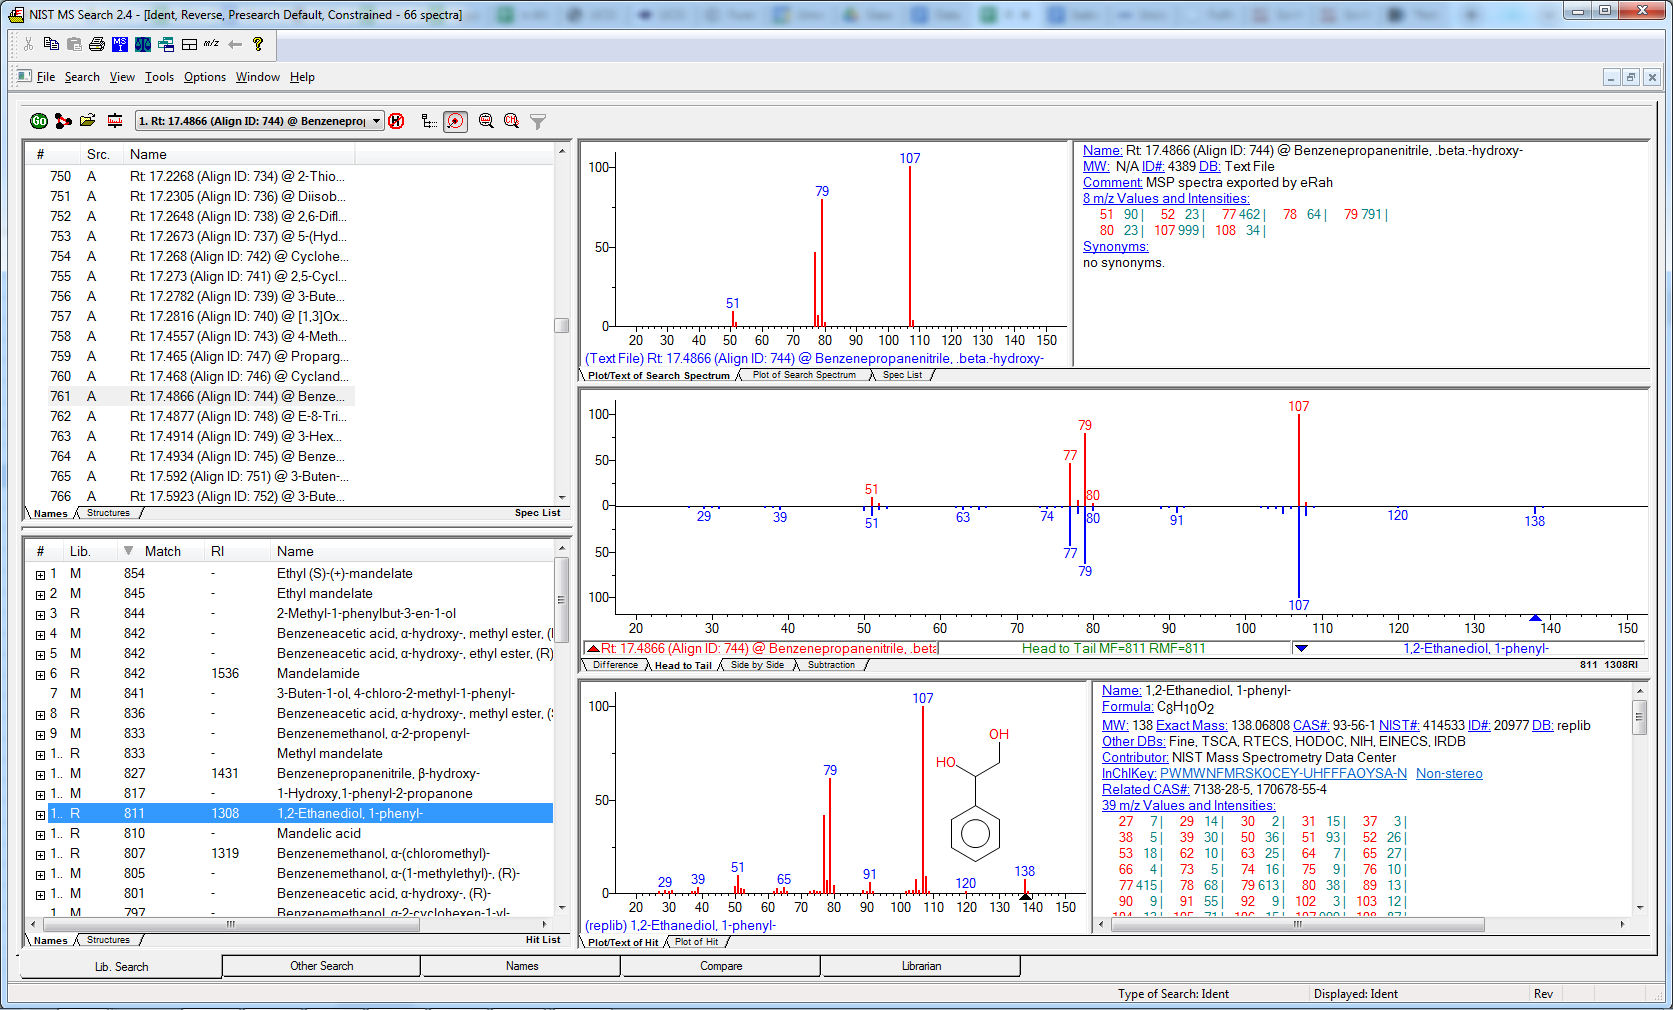 NIST MS Search 2.4 - [Ident, Reverse, Presearch Default, Constrained - 66 spectra]
File Search View Tools Options Window Help
1. Rt: 17.4866 (Align ID: 744) @ Benzeneprop
# Src. Name
750 A Rt: 17.2268 (Align ID: 734) @ 2-Thio...
751 A Rt: 17.2305 (Align ID: 736) @ Diisob...
752 A Rt: 17.2648 (Align ID: 738) @ 2,6-Difl...
753 A Rt: 17.2673 (Align ID: 737) @ 5-(Hyd...
754 A Rt: 17.268 (Align ID: 742) @ Cyclohe...
755 A Rt: 17.273 (Align ID: 741) @ 2,5-Cycl...
756 A Rt: 17.2782 (Align ID: 739) @ 3-Bute...
757 A Rt: 17.2816 (Align ID: 740) @ [1,3]Ox...
758 A Rt: 17.4557 (Align ID: 743) @ 4-Meth...
759 A Rt: 17.465 (Align ID: 747) @ Proparg...
760 A Rt: 17.468 (Align ID: 746) @ Cycland...
761 A Rt: 17.4866 (Align ID: 744) @ Benze...
762 A Rt: 17.4877 (Align ID: 748) @ E-8-Tri...
763 A Rt: 17.4914 (Align ID: 749) @ 3-Hex...
764 A Rt: 17.4934 (Align ID: 745) @ Benze...
765 A Rt: 17.592 (Align ID: 751) @ 3-Buten-...
766 A Rt: 17.5923 (Align ID: 752) @ 3-Bute...
Names Structures Spec List
# Lib. Match RI Name
1 M 854 - Ethyl (S)-(+)-mandelate
2 M 845 - Ethyl mandelate
3 R 844 - 2-Methyl-1-phenylbut-3-en-1-ol
4 M 842 - Benzeneacetic acid, α-hydroxy-, methyl ester, (
5 M 842 - Benzeneacetic acid, α-hydroxy-, ethyl ester, (R)
6 R 842 1536 Mandelamide
7 M 841 - 3-Buten-1-ol, 4-chloro-2-methyl-1-phenyl-
8 R 836 - Benzeneacetic acid, α-hydroxy-, methyl ester, (
9 M 833 - Benzenemethanol, α-2-propenyl-
1.. R 833 - Methyl mandelate
1.. M 827 1431 Benzenepropanenitrile, β-hydroxy-
1.. M 817 - 1-Hydroxy,1-phenyl-2-propanone
1.. R 811 1308 1,2-Ethanediol, 1-phenyl-
1.. R 810 - Mandelic acid
1.. R 807 1319 Benzenemethanol, α-(chloromethyl)-
1.. M 805 - Benzenemethanol, α-(1-methylethyl)-, (R)-
1.. M 801 - Benzeneacetic acid, α-hydroxy-, (R)-
1 M 797 - Benzenemethanol, α-2-cyclohexen-1-yl-
Names Structures Hit List
100
50
0
51 79 107
20 30 40 50 60 70 80 90 100 110 120 130 140 150
(Text File) Rt: 17.4866 (Align ID: 744) @ Benzenepropanenitrile, .beta.-hydroxy-
Plot/Text of Search Spectrum Plot of Search Spectrum Spec List
Name: Rt: 17.4866 (Align ID: 744) @ Benzenepropanenitrile, .beta.-hydroxy-
MW: N/A ID#: 4389 DB: Text File
Comment: MSP spectra exported by eRah
8 m/z Values and Intensities:
51 90| 52 23| 77 462| 78 64| 79 791|
80 23| 107 999| 108 34|
Synonyms:
no synonyms.
100
50
0
50
100
51 77 79 80 107
29 39 51 63 74 77 79 80 91 107 120 138
20 30 40 50 60 70 80 90 100 110 120 130 140 150
Rt: 17.4866 (Align ID: 744) @ Benzenepropanenitrile, .beta Head to Tail MF=811 RMF=811 1,2-Ethanediol, 1-phenyl-
Difference Head to Tail Side by Side Subtraction 811 1308RI
100
50
0
29 39 51 65 79 91 107 120 138
OH
HO
20 30 40 50 60 70 80 90 100 110 120 130 140 150
(replib) 1,2-Ethanediol, 1-phenyl-
Plot/Text of Hit Plot of Hit
Name: 1,2-Ethanediol, 1-phenyl-
Formula: C8H10O2
MW: 138 Exact Mass: 138.06808 CAS#: 93-56-1 NIST#: 414533 ID#: 20977 DB: replib
Other DBs: Fine, TSCA, RTECS, HODOC, NIH, EINECS, IRDB
Contributor: NIST Mass Spectrometry Data Center
InChIKey: PWMWNFMRSKOCEY-UHFFFAOYSA-N Non-stereo
Related CAS#: 7138-28-5, 170678-55-4
39 m/z Values and Intensities:
27 7| 29 14| 30 2| 31 15| 37 3|
38 5| 39 30| 50 36| 51 93| 52 26|
53 18| 62 10| 63 25| 64 7| 65 27|
66 4| 73 5| 74 16| 75 9| 76 10|
77 415| 78 68| 79 613| 80 38| 89 13|
90 9| 91 55| 92 9| 102 3| 103 12|
104 13| 105 71| 106 15| 107 999| 108 87|
Lib. Search Other Search Names Compare Librarian
Type of Search: Ident Displayed: Ident Rev